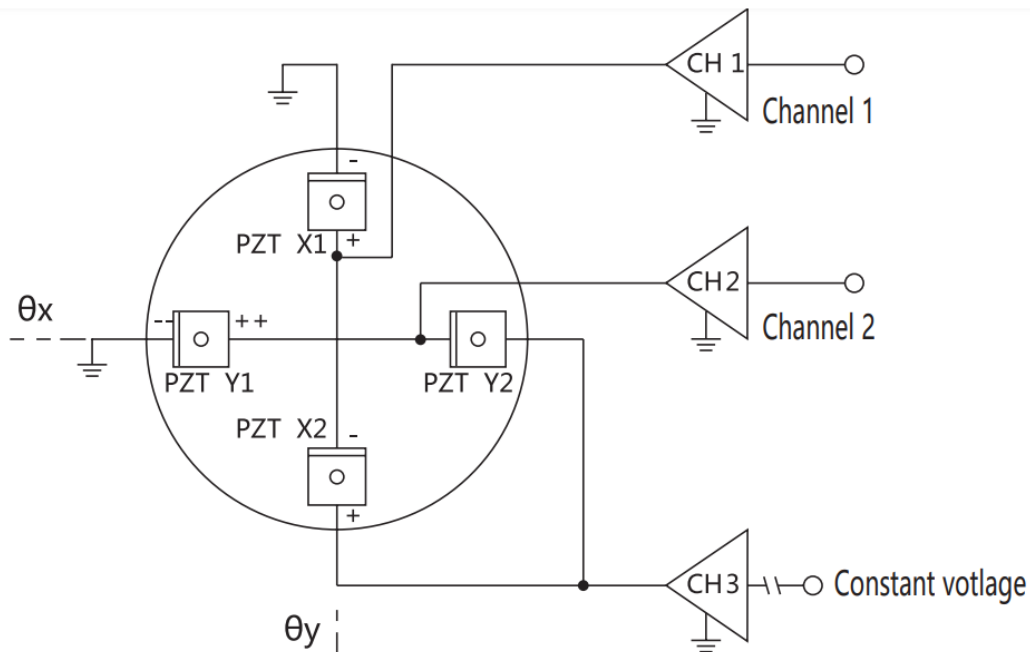 CH 1
Channel 1
-
PZT X1 +
CH2
Channel 2
θx
-- ++
PZT Y1
PZT Y2
PZT X2 -
+
CH3
Constant votlage
θy